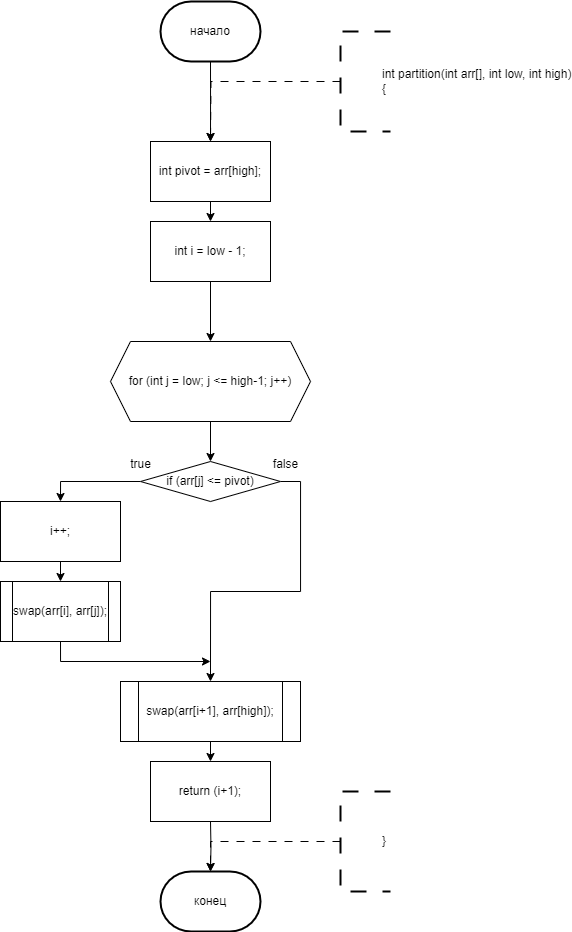 начало
int partition(int arr[], int low, int high)
{
int pivot = arr[high];
int i = low - 1;
for (int j = low; j <= high-1; j++)
true
false
if (arr[j] <= pivot)
i++;
swap(arr[i], arr[j]);
swap(arr[i+1], arr[high]);
return (i+1);
}
конец